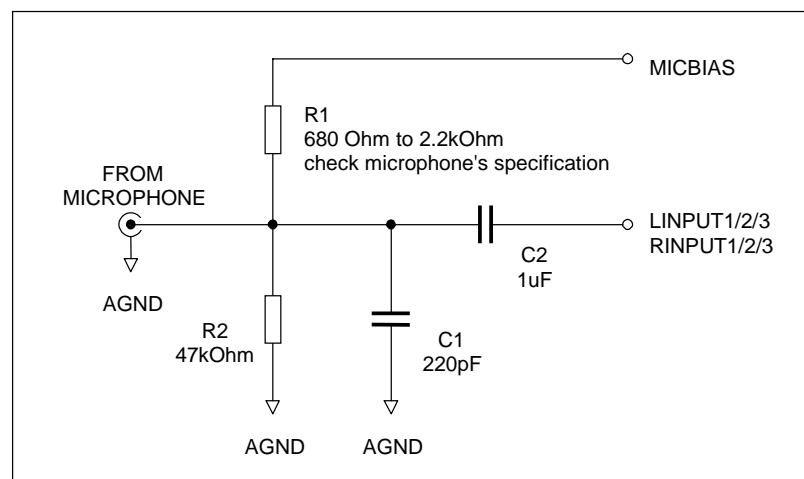 MICBIAS
R1
680 Ohm to 2.2kOhm
check microphone's specification
FROM
MICROPHONE
LINPUT1/2/3
RINPUT1/2/3
C2
1uF
AGND
R2
47kOhm
C1
220pF
AGND
AGND